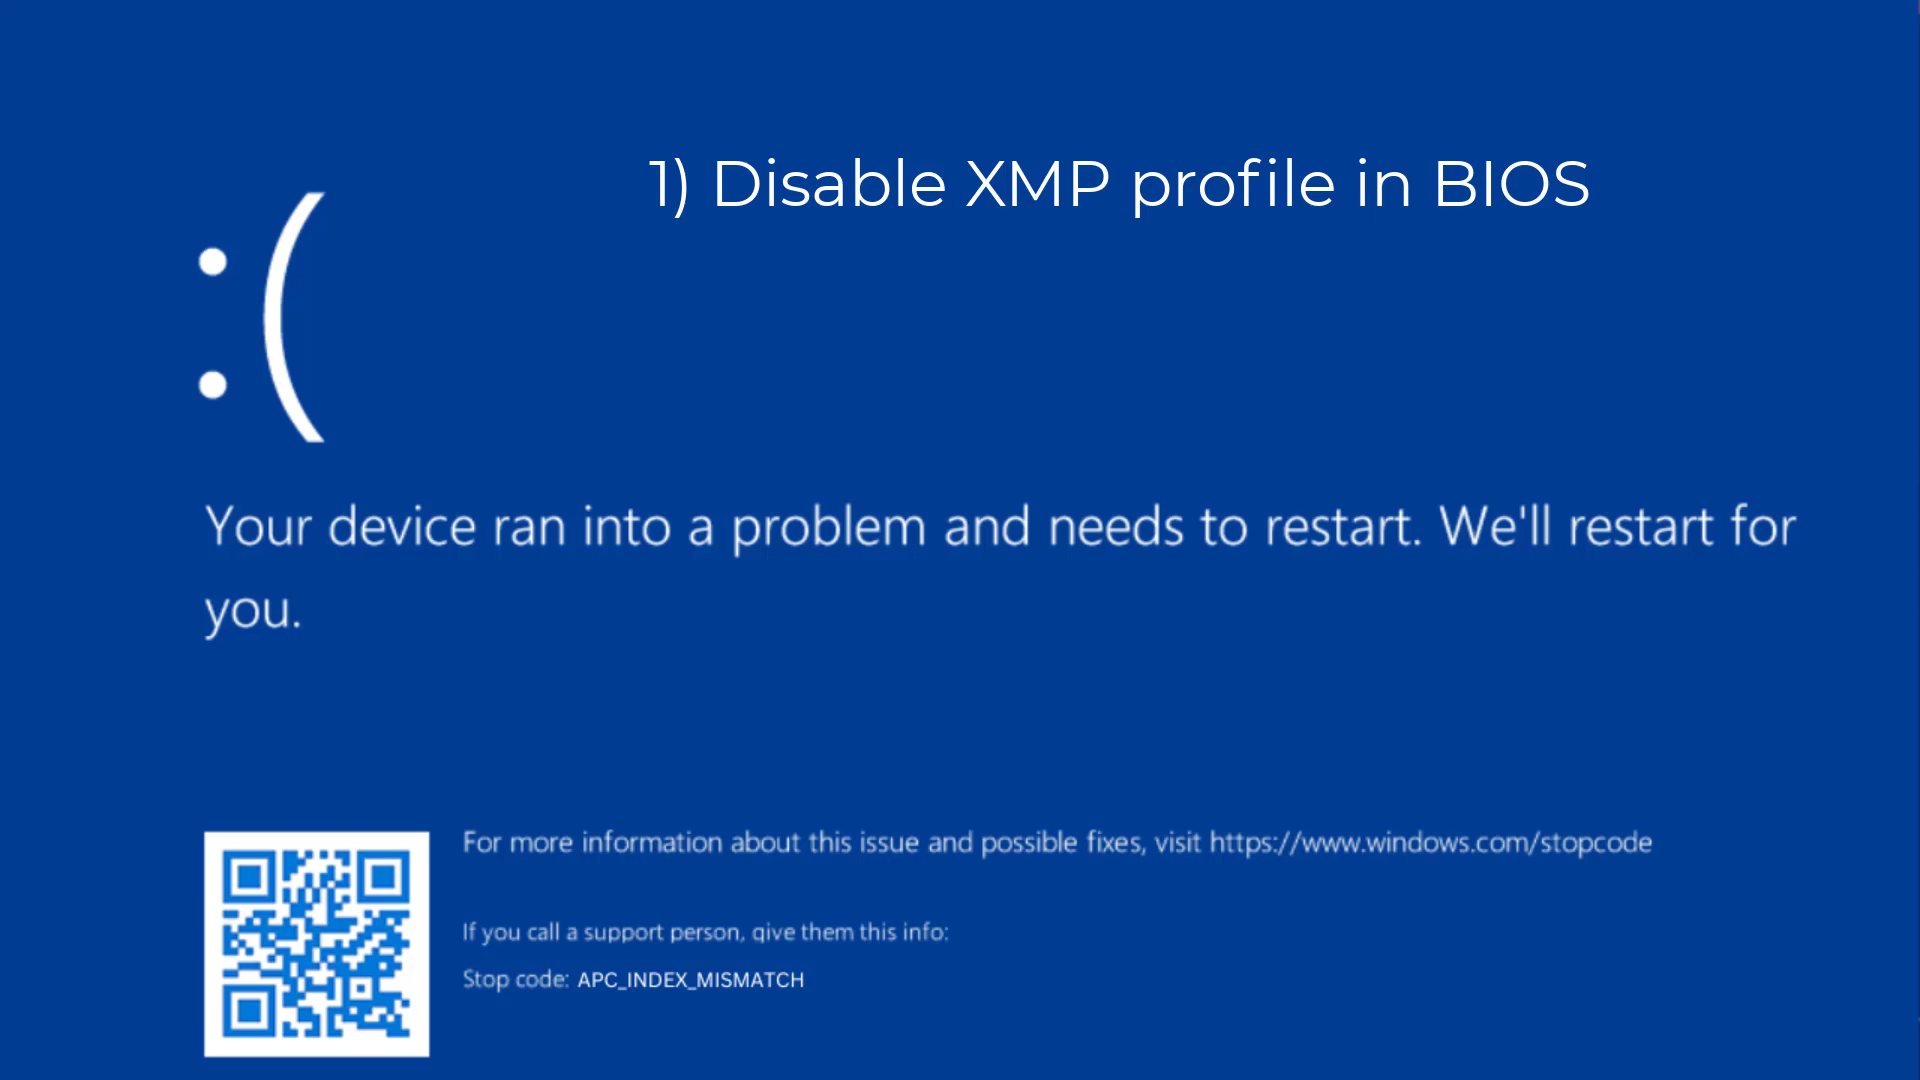 1) Disable XMP profile in BIOS
:(
Your device ran into a problem and needs to restart. We'll restart for
you.
For more information about this issue and possible fixes, visit https://www.windows.com/stopcode
If you call a support person, give them this info:
Stop code: APC_INDEX_MISMATCH